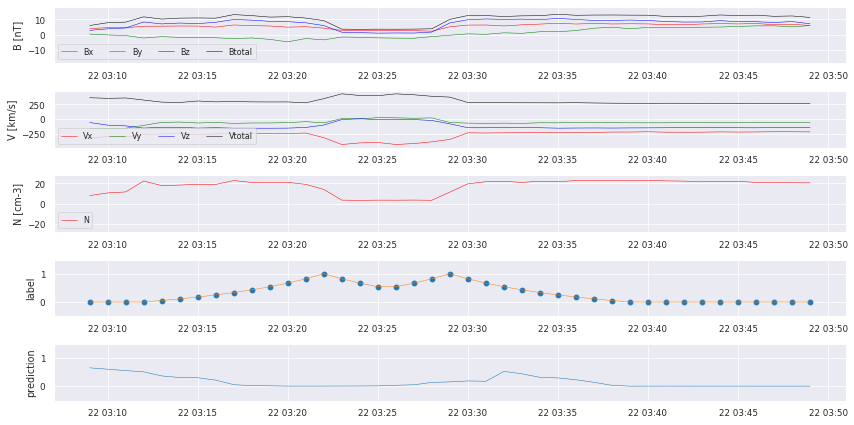 B [nT]
10
0
−10
Bx By Bz Btotal
22 03:10 22 03:15 22 03:20 22 03:25 22 03:30 22 03:35 22 03:40 22 03:45 22 03:50
V [km/s]
250
0
−250
Vx Vy Vz Vtotal
22 03:10 22 03:15 22 03:20 22 03:25 22 03:30 22 03:35 22 03:40 22 03:45 22 03:50
N [cm-3]
20
0
−20
N
22 03:10 22 03:15 22 03:20 22 03:25 22 03:30 22 03:35 22 03:40 22 03:45 22 03:50
label
1
0
22 03:10 22 03:15 22 03:20 22 03:25 22 03:30 22 03:35 22 03:40 22 03:45 22 03:50
prediction
1
0
22 03:10 22 03:15 22 03:20 22 03:25 22 03:30 22 03:35 22 03:40 22 03:45 22 03:50